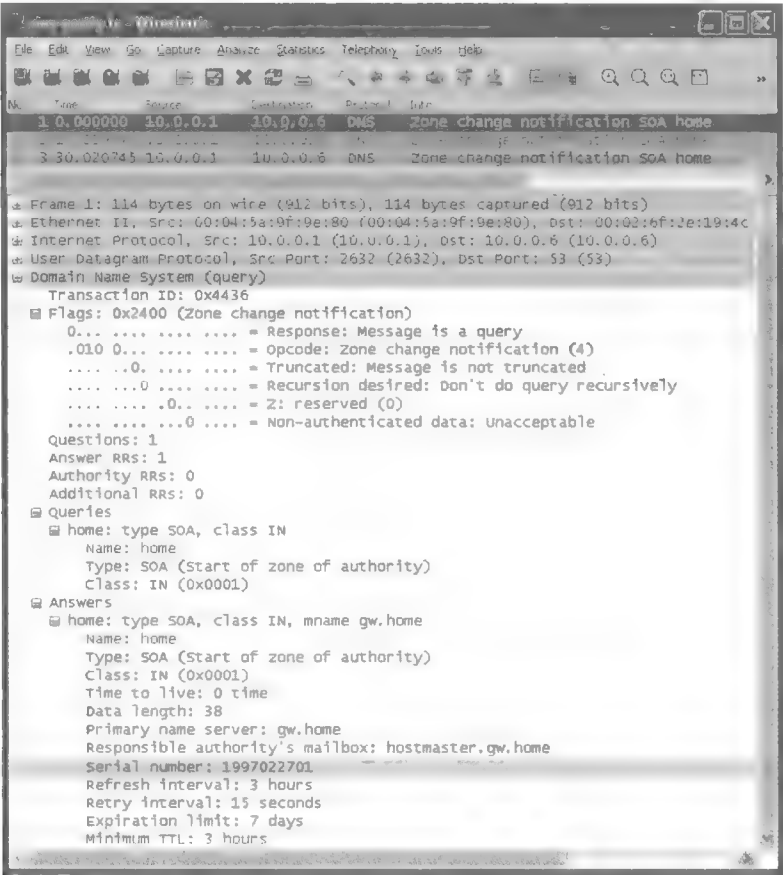 Wireshark
File Edit View Go Capture Analyze Statistics Telephony Tools Help
»
No. Time Source Destination Protocol Info
1 0.000000 10.0.0.1 10.0.0.6 DNS Zone change notification SOA home
3 30.020745 10.0.0.1 10.0.0.6 DNS Zone change notification SOA home
Frame 1: 114 bytes on wire (912 bits), 114 bytes captured (912 bits)
Ethernet II, Src: 00:04:5a:9f:9e:80 (00:04:5a:9f:9e:80), Dst: 00:02:6f:2e:19:4c
Internet Protocol, Src: 10.0.0.1 (10.0.0.1), Dst: 10.0.0.6 (10.0.0.6)
User Datagram Protocol, Src Port: 2632 (2632), Dst Port: 53 (53)
Domain Name System (query)
Transaction ID: 0x4436
Flags: 0x2400 (Zone change notification)
0... .... .... .... = Response: Message is a query
.010 0... .... .... = Opcode: Zone change notification (4)
.... ..0. .... .... = Truncated: Message is not truncated
.... ...0 .... .... = Recursion desired: Don't do query recursively
.... .... .0.. .... = Z: reserved (0)
.... .... ...0 .... = Non-authenticated data: Unacceptable
Questions: 1
Answer RRs: 1
Authority RRs: 0
Additional RRs: 0
Queries
home: type SOA, class IN
Name: home
Type: SOA (Start of zone of authority)
Class: IN (0x0001)
Answers
home: type SOA, class IN, mname gw.home
Name: home
Type: SOA (Start of zone of authority)
Class: IN (0x0001)
Time to live: 0 time
Data length: 38
Primary name server: gw.home
Responsible authority's mailbox: hostmaster.gw.home
Serial number: 1997022701
Refresh interval: 3 hours
Retry interval: 15 seconds
Expiration limit: 7 days
Minimum TTL: 3 hours